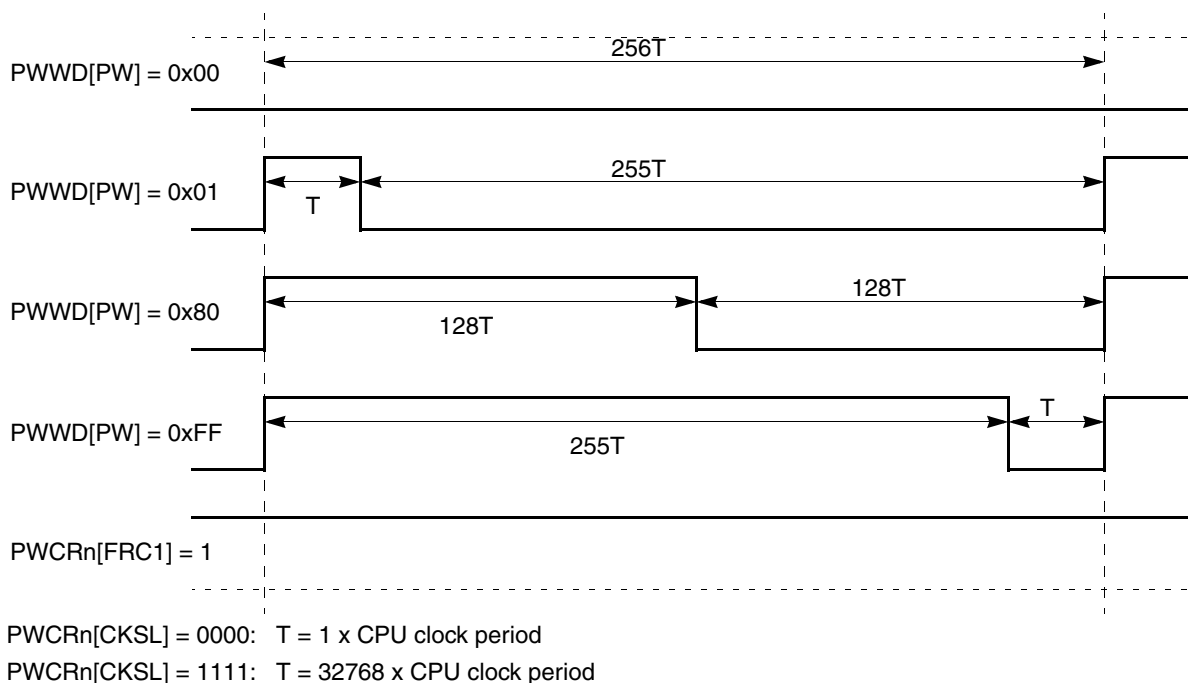 256T
PWWD[PW] = 0x00
255T
PWWD[PW] = 0x01
T
128T
PWWD[PW] = 0x80
128T
T
PWWD[PW] = 0xFF
255T
PWCRn[FRC1] = 1
PWCRn[CKSL] = 0000: T = 1 x CPU clock period
PWCRn[CKSL] = 1111: T = 32768 x CPU clock period